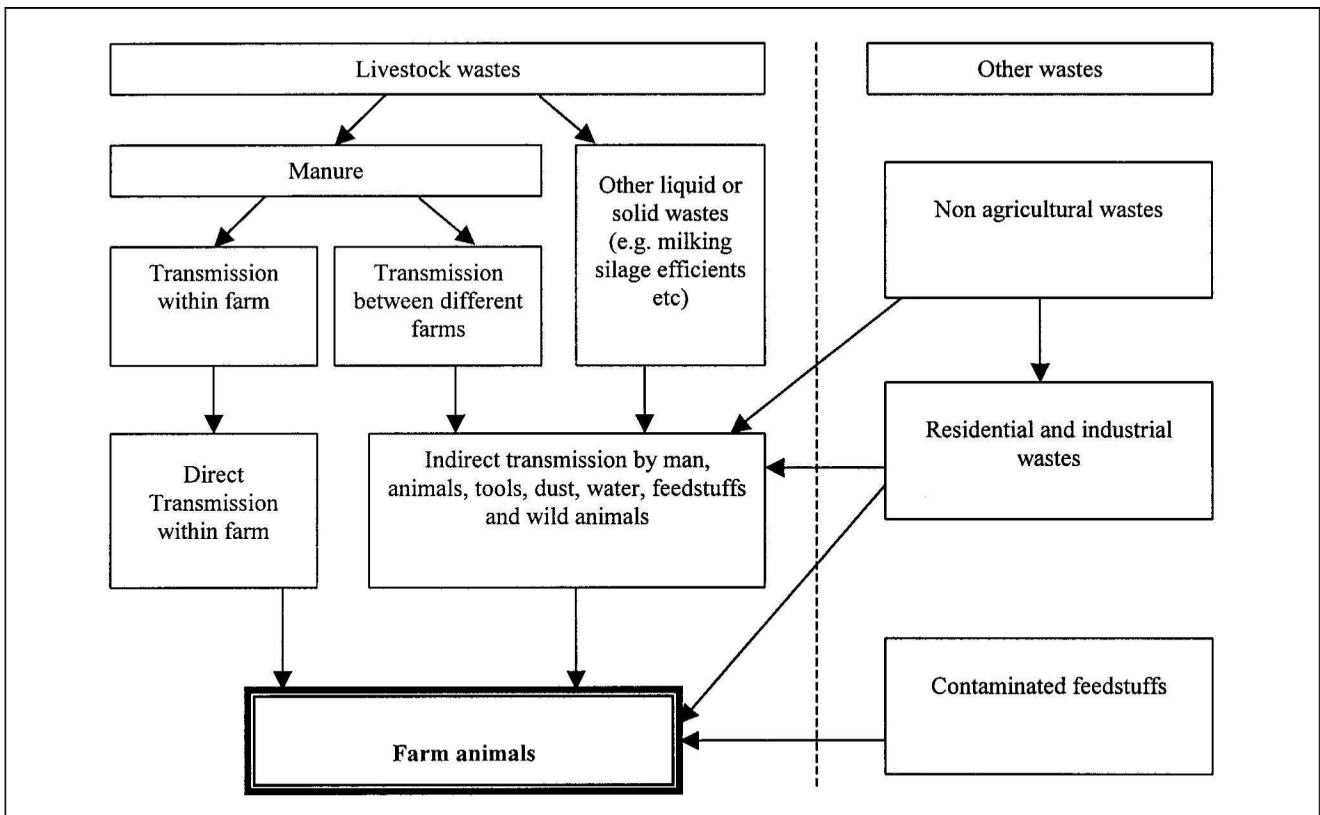 Livestock wastes
Other wastes
Manure
Other liquid or
solid wastes
(e.g. milking
silage efficients
etc)
Non agricultural wastes
Transmission
within farm
Transmission
between different
farms
Direct
Transmission
within farm
Indirect transmission by man,
animals, tools, dust, water, feedstuffs
and wild animals
Residential and industrial
wastes
Contaminated feedstuffs
Farm animals